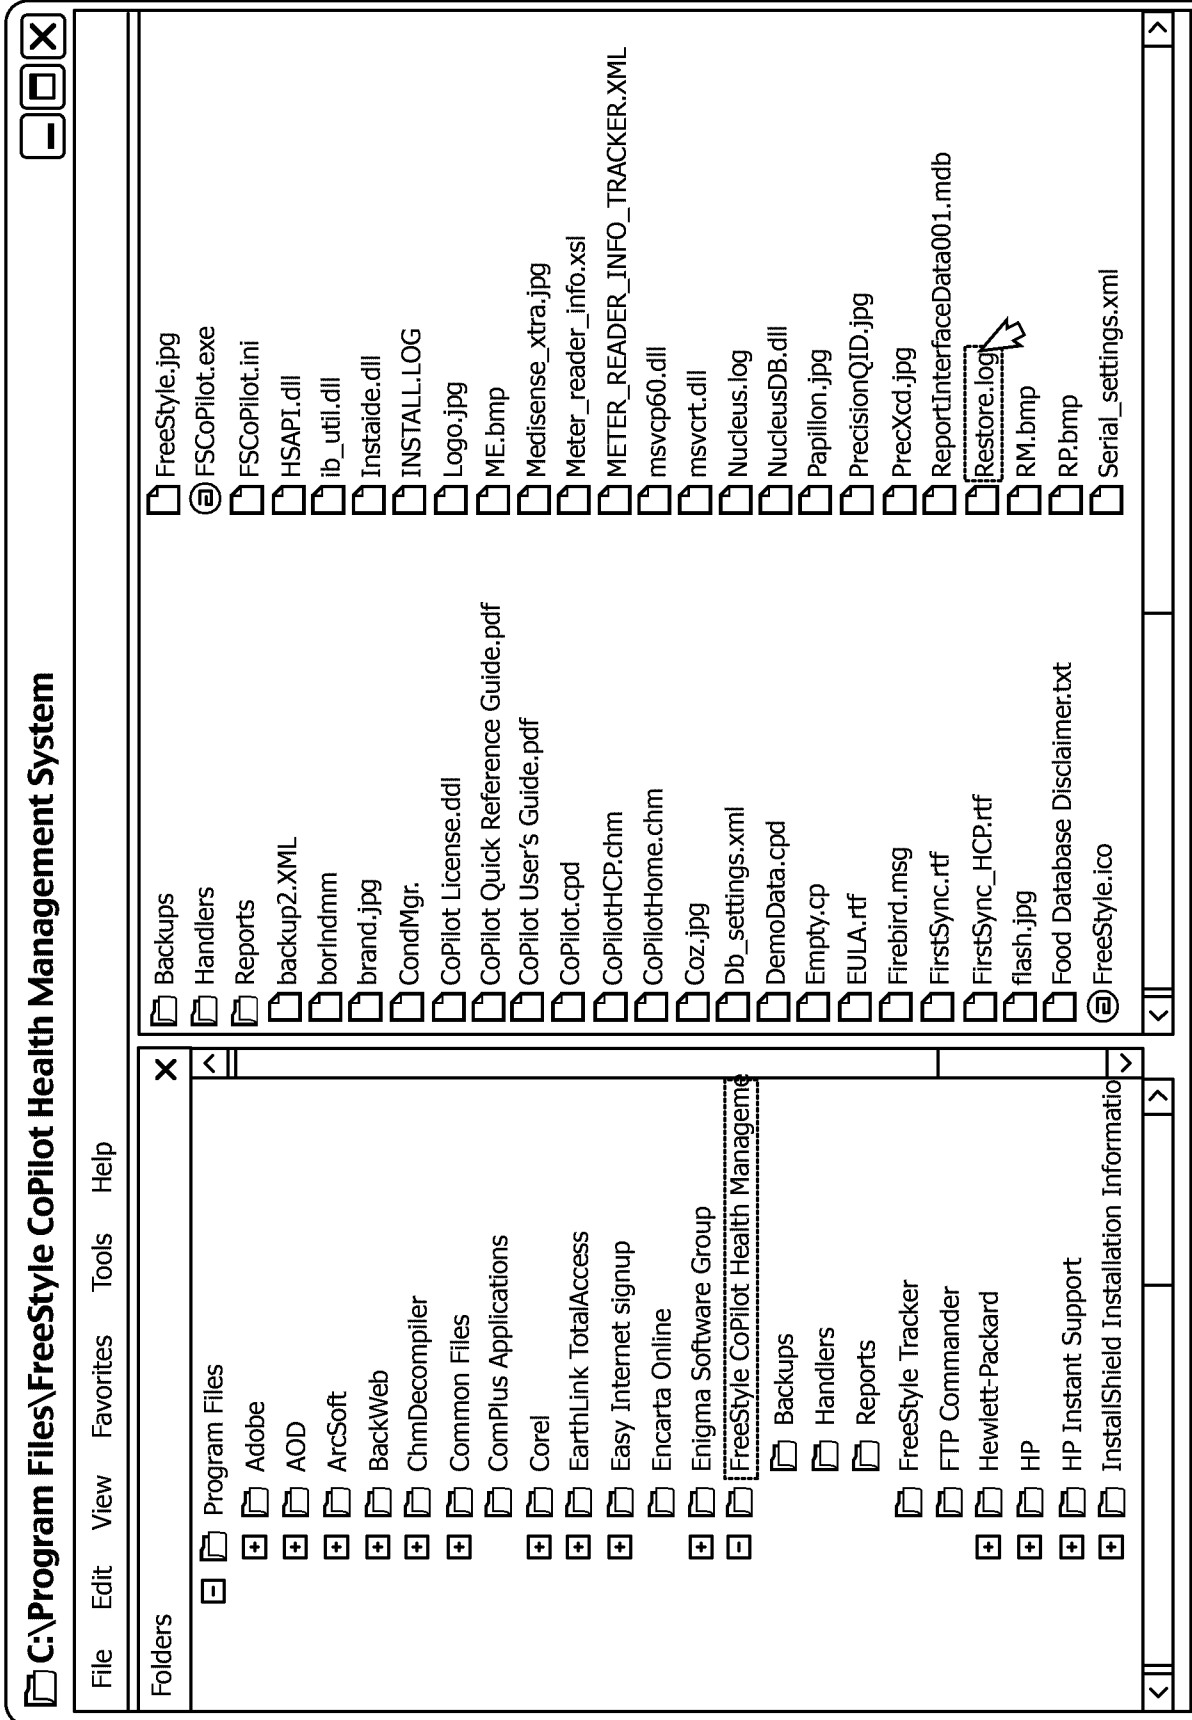 C:\Program Files\FreeStyle CoPilot Health Management System
File Edit View Favorites Tools Help
Folders
Program Files
Adobe
AOD
ArcSoft
BackWeb
ChmDecompiler
Common Files
ComPlus Applications
Corel
EarthLink TotalAccess
Easy Internet signup
Encarta Online
Enigma Software Group
FreeStyle CoPilot Health Manageme
Backups
Handlers
Reports
FreeStyle Tracker
FTP Commander
Hewlett-Packard
HP
HP Instant Support
InstallShield Installation Informatio
Backups
Handlers
Reports
backup2.XML
borlndmm
brand.jpg
CondMgr.
CoPilot License.ddl
CoPilot Quick Reference Guide.pdf
CoPilot User's Guide.pdf
CoPilot.cpd
CoPilotHCP.chm
CoPilotHome.chm
Coz.jpg
Db_settings.xml
DemoData.cpd
Empty.cp
EULA.rtf
Firebird.msg
FirstSync.rtf
FirstSync_HCP.rtf
flash.jpg
Food Database Disclaimer.txt
FreeStyle.ico
FreeStyle.jpg
FSCoPilot.exe
FSCoPilot.ini
HSAPI.dll
ib_util.dll
Instaide.dll
INSTALL.LOG
Logo.jpg
ME.bmp
Medisense_xtra.jpg
Meter_reader_info.xsl
METER_READER_INFO_TRACKER.XML
msvcp60.dll
msvcrt.dll
Nucleus.log
NucleusDB.dll
Papillon.jpg
PrecisionQID.jpg
PrecXcd.jpg
ReportInterfaceData001.mdb
Restore.log
RM.bmp
RP.bmp
Serial_settings.xml